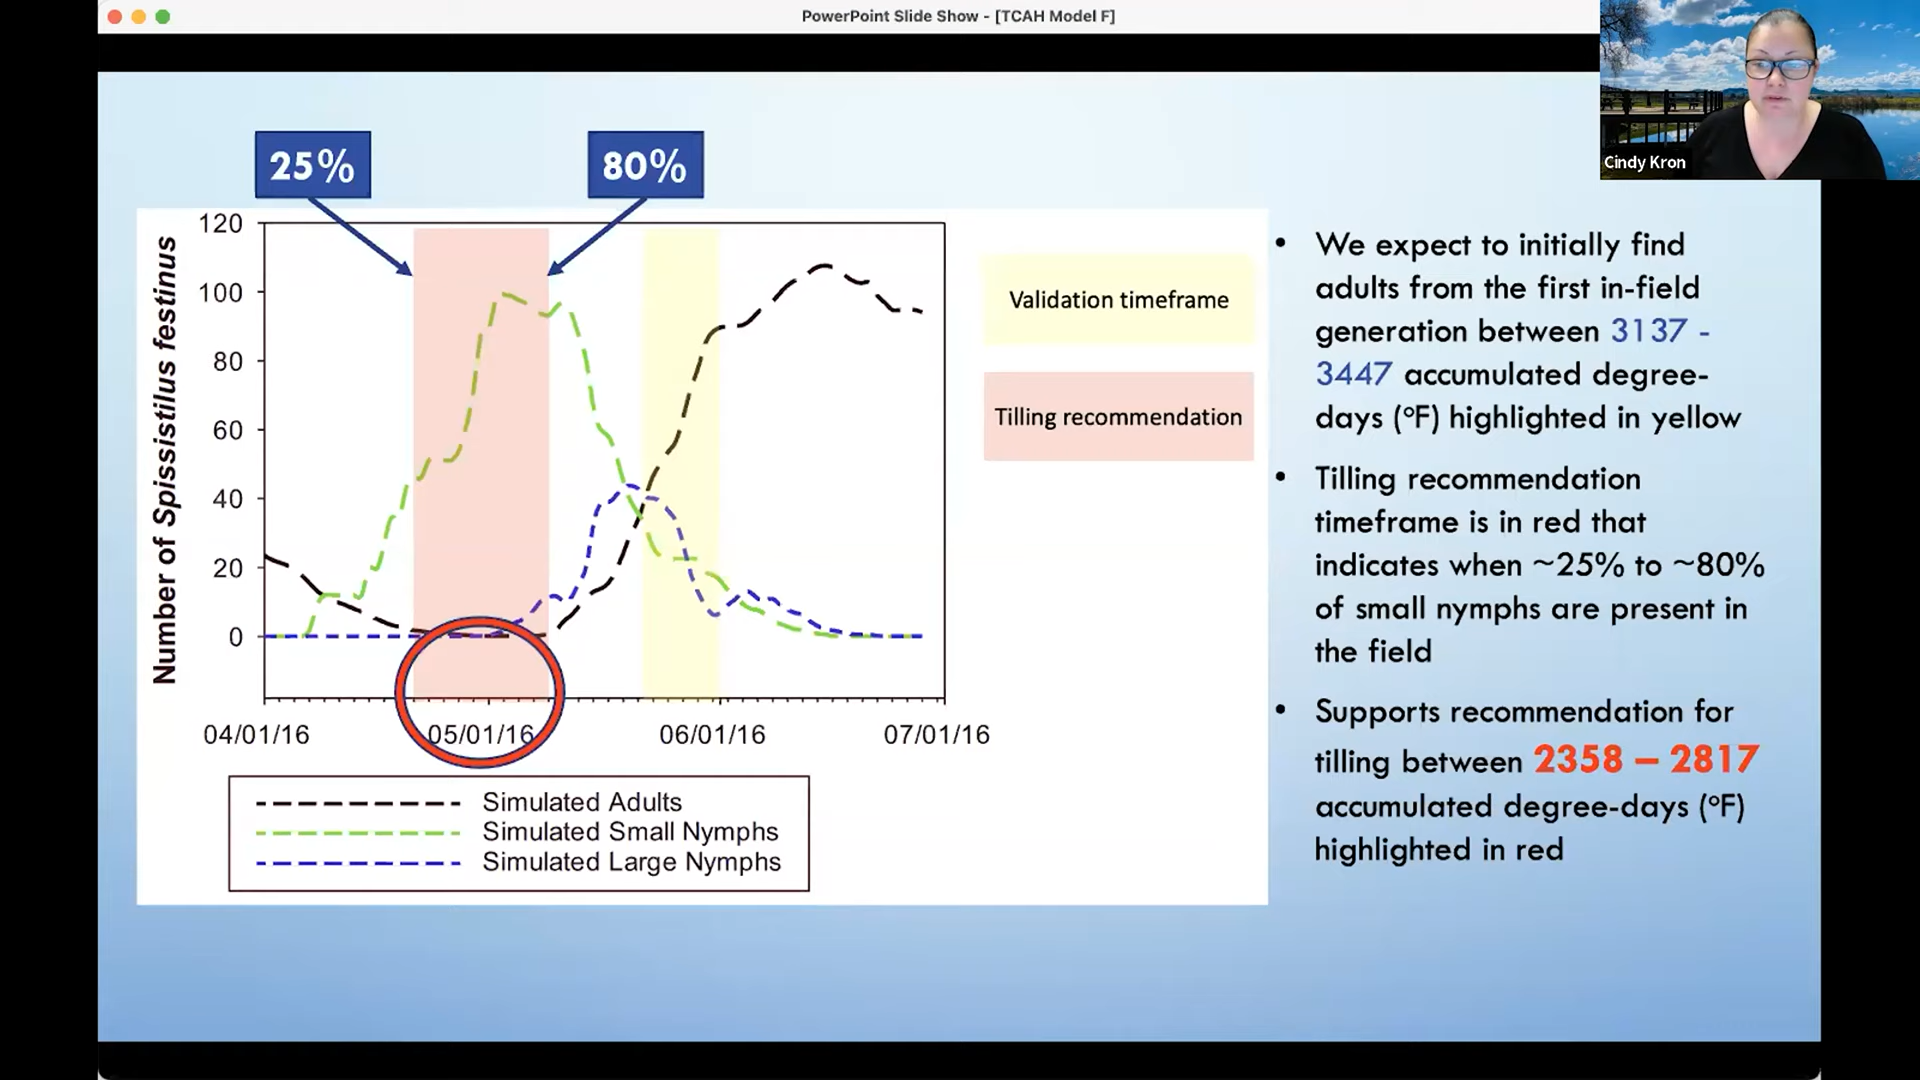 PowerPoint Slide Show - [TCAH Model F]
Cindy Kron
25%
80%
Number of Spissistilus festinus
120
100
80
60
40
20
0
04/01/16
05/01/16
06/01/16
07/01/16
Simulated Adults
Simulated Small Nymphs
Simulated Large Nymphs
Validation timeframe
Tilling recommendation
• We expect to initially find
adults from the first in-field
generation between 3137 -
3447 accumulated degree-
days (°F) highlighted in yellow
• Tilling recommendation
timeframe is in red that
indicates when ~25% to ~80%
of small nymphs are present in
the field
• Supports recommendation for
tilling between 2358 – 2817
accumulated degree-days (°F)
highlighted in red